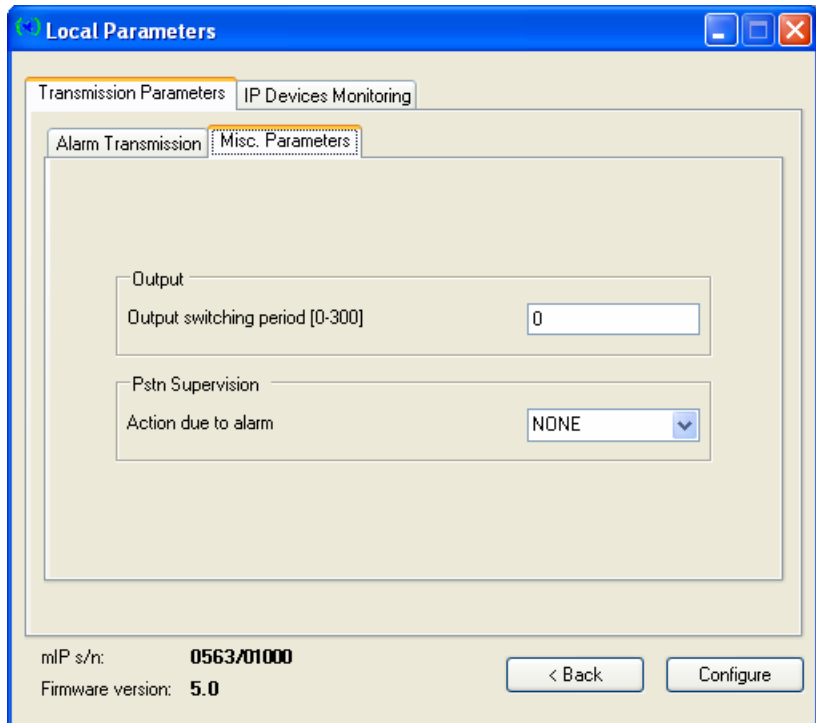 Local Parameters
Transmission Parameters IP Devices Monitoring
Alarm Transmission Misc. Parameters
Output
Output switching period [0-300] 0
Pstn Supervision
Action due to alarm NONE
mIP s/n: 0563/01000
Firmware version: 5.0
< Back Configure